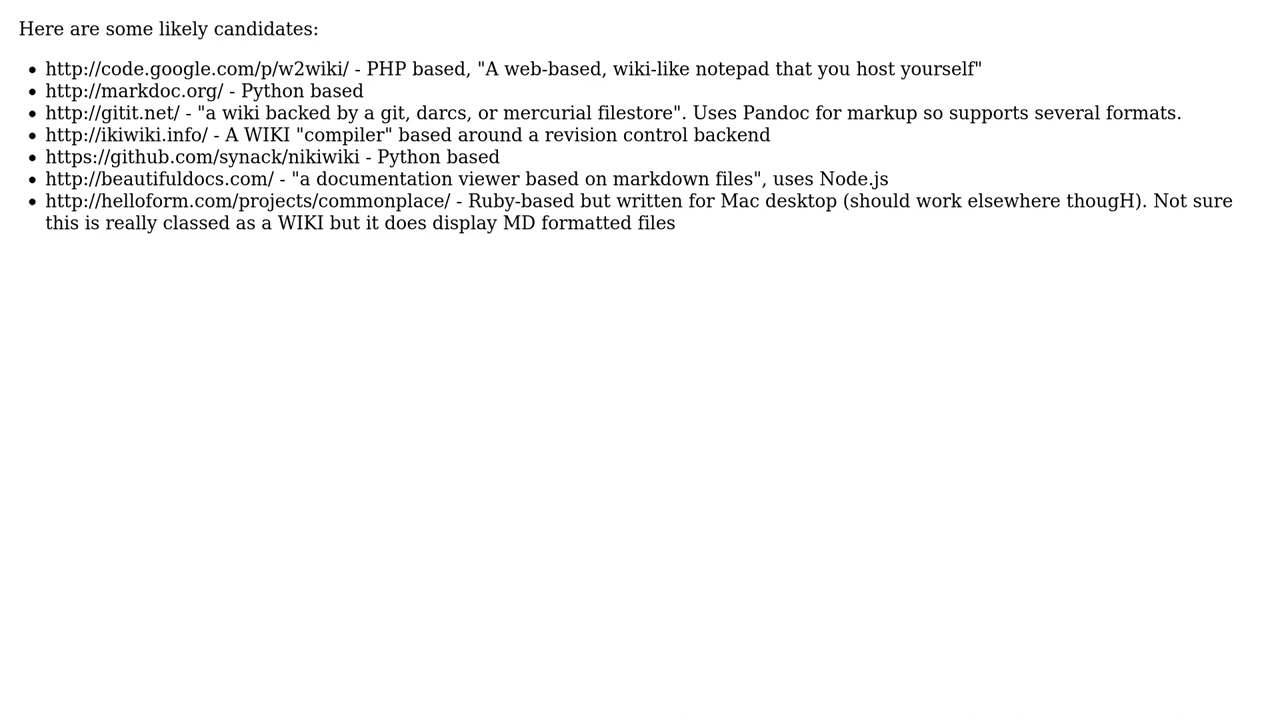 Here are some likely candidates:
• http://code.google.com/p/w2wiki/ - PHP based, "A web-based, wiki-like notepad that you host yourself"
• http://markdoc.org/ - Python based
• http://gitit.net/ - "a wiki backed by a git, darcs, or mercurial filestore". Uses Pandoc for markup so supports several formats.
• http://ikiwiki.info/ - A WIKI "compiler" based around a revision control backend
• https://github.com/synack/nikiwiki - Python based
• http://beautifuldocs.com/ - "a documentation viewer based on markdown files", uses Node.js
• http://helloform.com/projects/commonplace/ - Ruby-based but written for Mac desktop (should work elsewhere thougH). Not sure
this is really classed as a WIKI but it does display MD formatted files